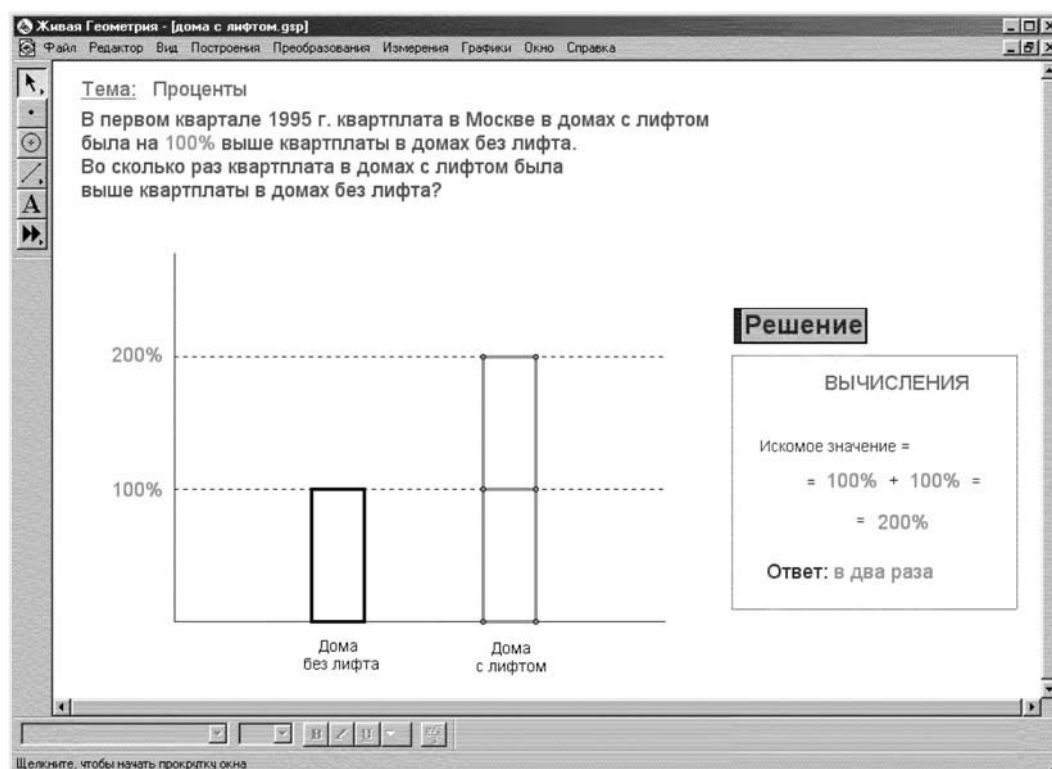 Живая Геометрия - [дома с лифтом.gsp]
Файл Редактор Вид Построения Преобразования Измерения Графики Окно Справка
Тема: Проценты
В первом квартале 1995 г. квартплата в Москве в домах с лифтом
была на 100% выше квартплаты в домах без лифта.
Во сколько раз квартплата в домах с лифтом была
выше квартплаты в домах без лифта?
A
200%
100%
Дома
без лифта
Дома
с лифтом
Решение
ВЫЧИСЛЕНИЯ
Искомое значение =
= 100% + 100% =
= 200%
Ответ: в два раза
B I U
Щелкните, чтобы начать прокрутку окна